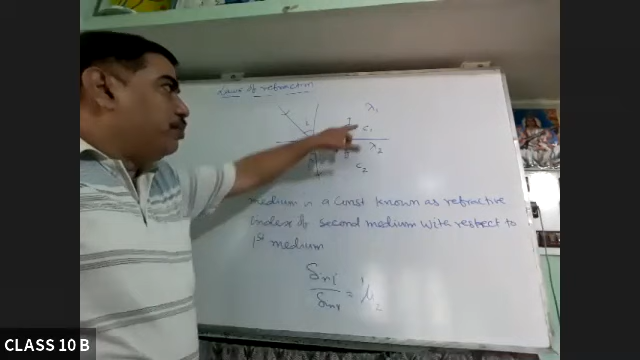 Laws of refraction
i
λ1
c1
λ2
c2
medium is a const known as refractive
index of second medium with respect to
1st medium
Sin i / Sin r = 1μ2
CLASS 10 B